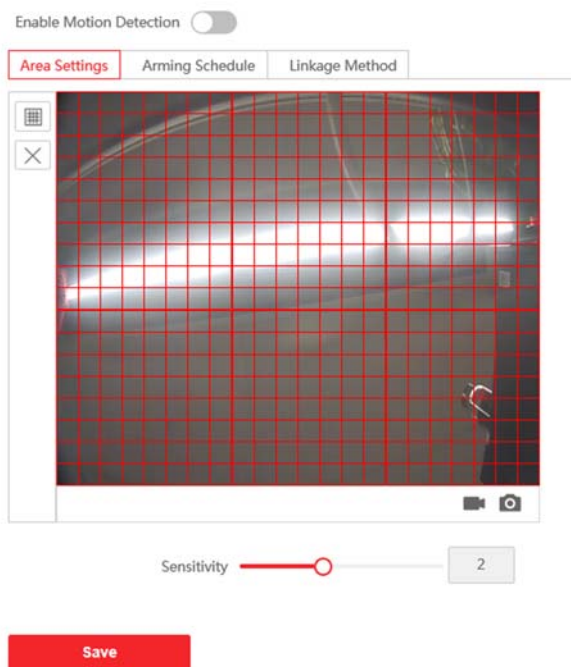 Enable Motion Detection
Area Settings Arming Schedule Linkage Method
Sensitivity 2
Save